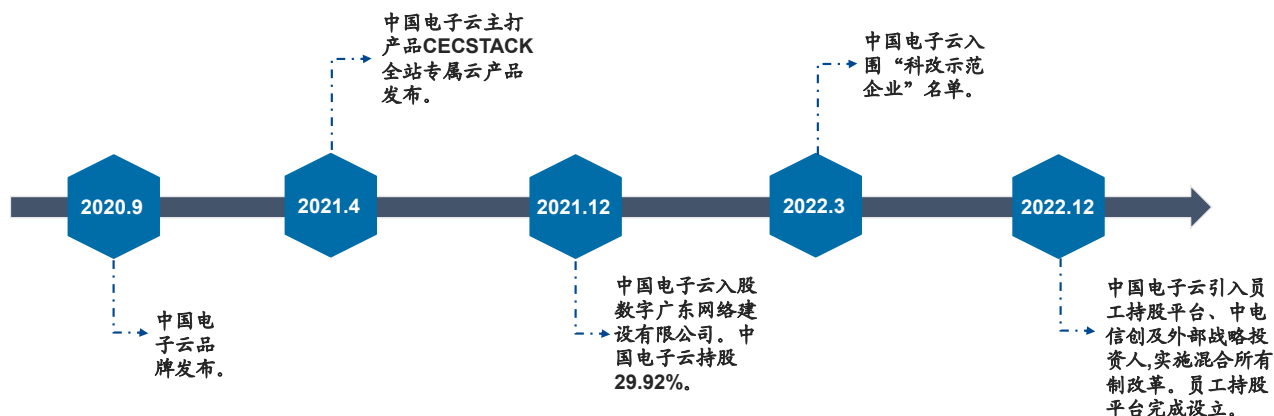 中国电子云主打
产品CECSTACK
全站专属云产品
发布。
中国电子云入
围“科改示范
企业”名单。
2020.9
2021.4
2021.12
2022.3
2022.12
中国电
子云品
牌发布。
中国电子云入股
数字广东网络建
设有限公司。中
国电子云持股
29.92%。
中国电子云引入员
工持股平台、中电
信创及外部战略投
资人,实施混合所有
制改革。员工持股
平台完成设立。